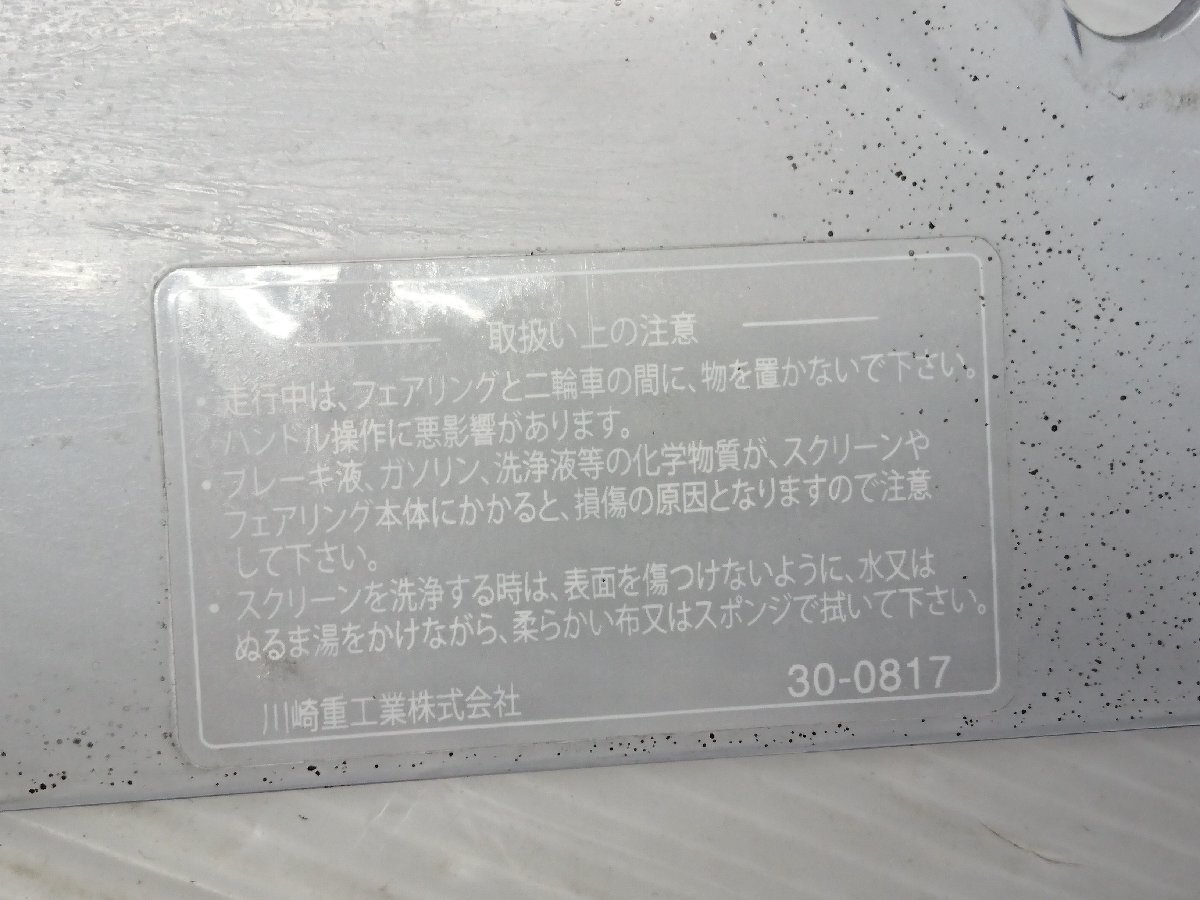 取扱い上の注意
・走行中は、フェアリングと二輪車の間に、物を置かないで下さい。
ハンドル操作に悪影響があります。
・ブレーキ液、ガソリン、洗浄液等の化学物質が、スクリーンや
フェアリング本体にかかると、損傷の原因となりますので注意
して下さい。
・スクリーンを洗浄する時は、表面を傷つけないように、水又は
ぬるま湯をかけながら、柔らかい布又はスポンジで拭いて下さい。
川崎重工業株式会社
30-0817